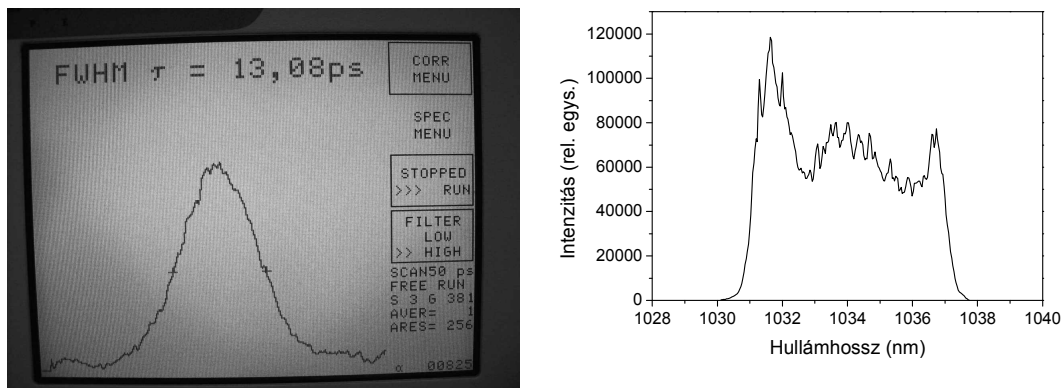 FWHM τ = 13,08ps
CORR
MENU
SPEC
MENU
STOPPED
>>> RUN
FILTER
LOW
>> HIGH
SCAN50 ps
FREE RUN
S 3 G 381
AVER= 1
ARES= 256
α 00825
Intenzitás (rel. egys.)
120000
100000
80000
60000
40000
20000
0
1028 1030 1032 1034 1036 1038 1040
Hullámhossz (nm)